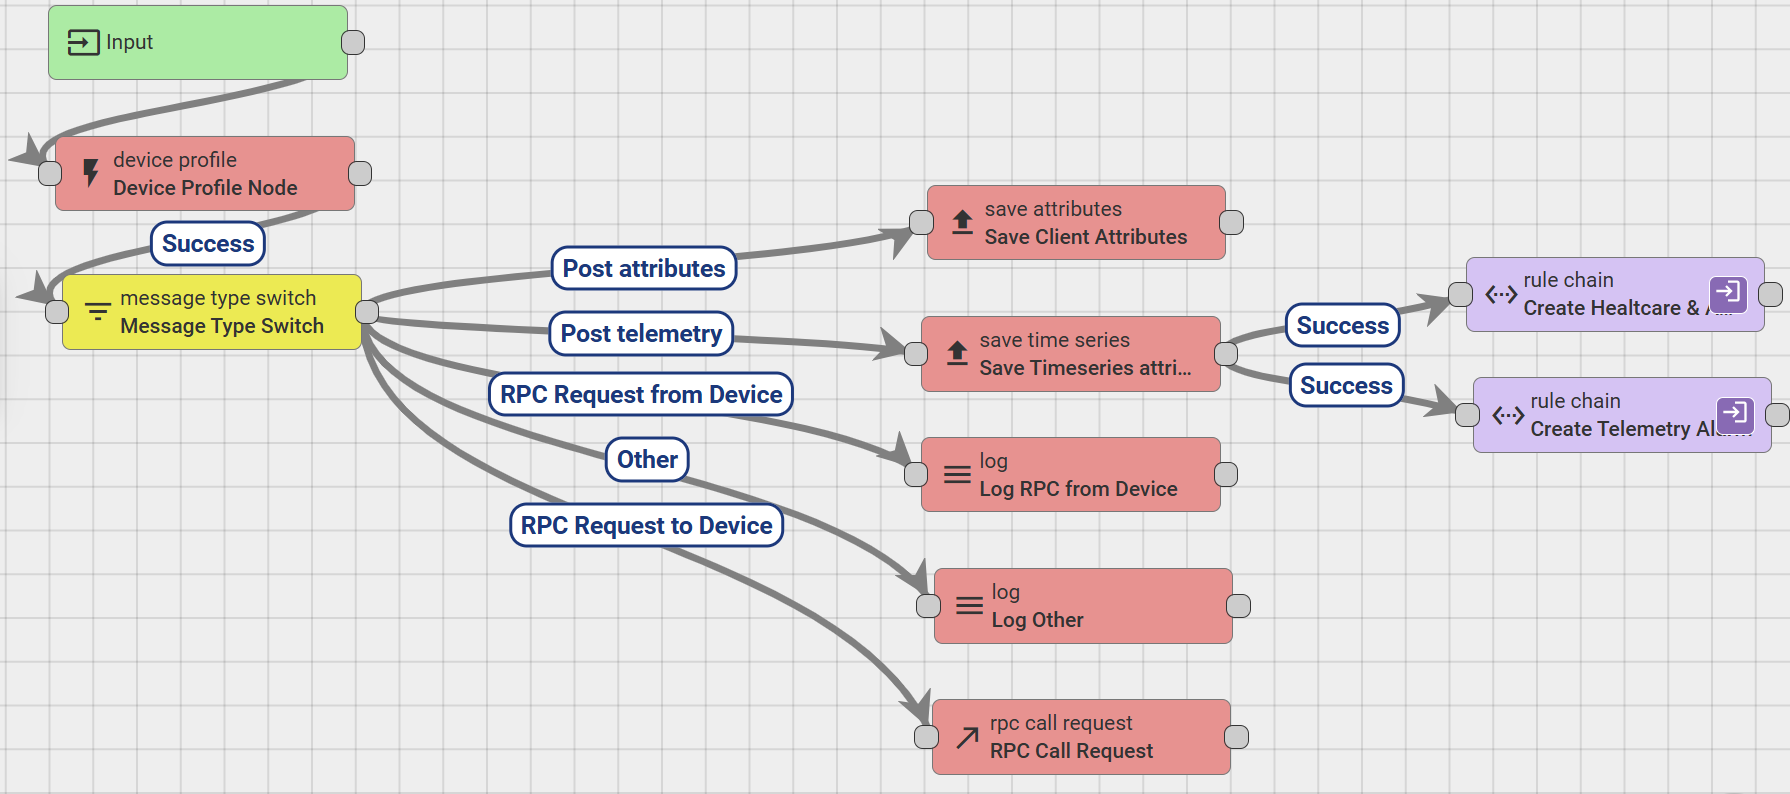 Input
device profile
Device Profile Node
Success
message type switch
Message Type Switch
Post attributes
Post telemetry
RPC Request from Device
Other
RPC Request to Device
save attributes
Save Client Attributes
save time series
Save Timeseries attri...
log
Log RPC from Device
log
Log Other
rpc call request
RPC Call Request
Success
Success
rule chain
Create Healtcare &
rule chain
Create Telemetry